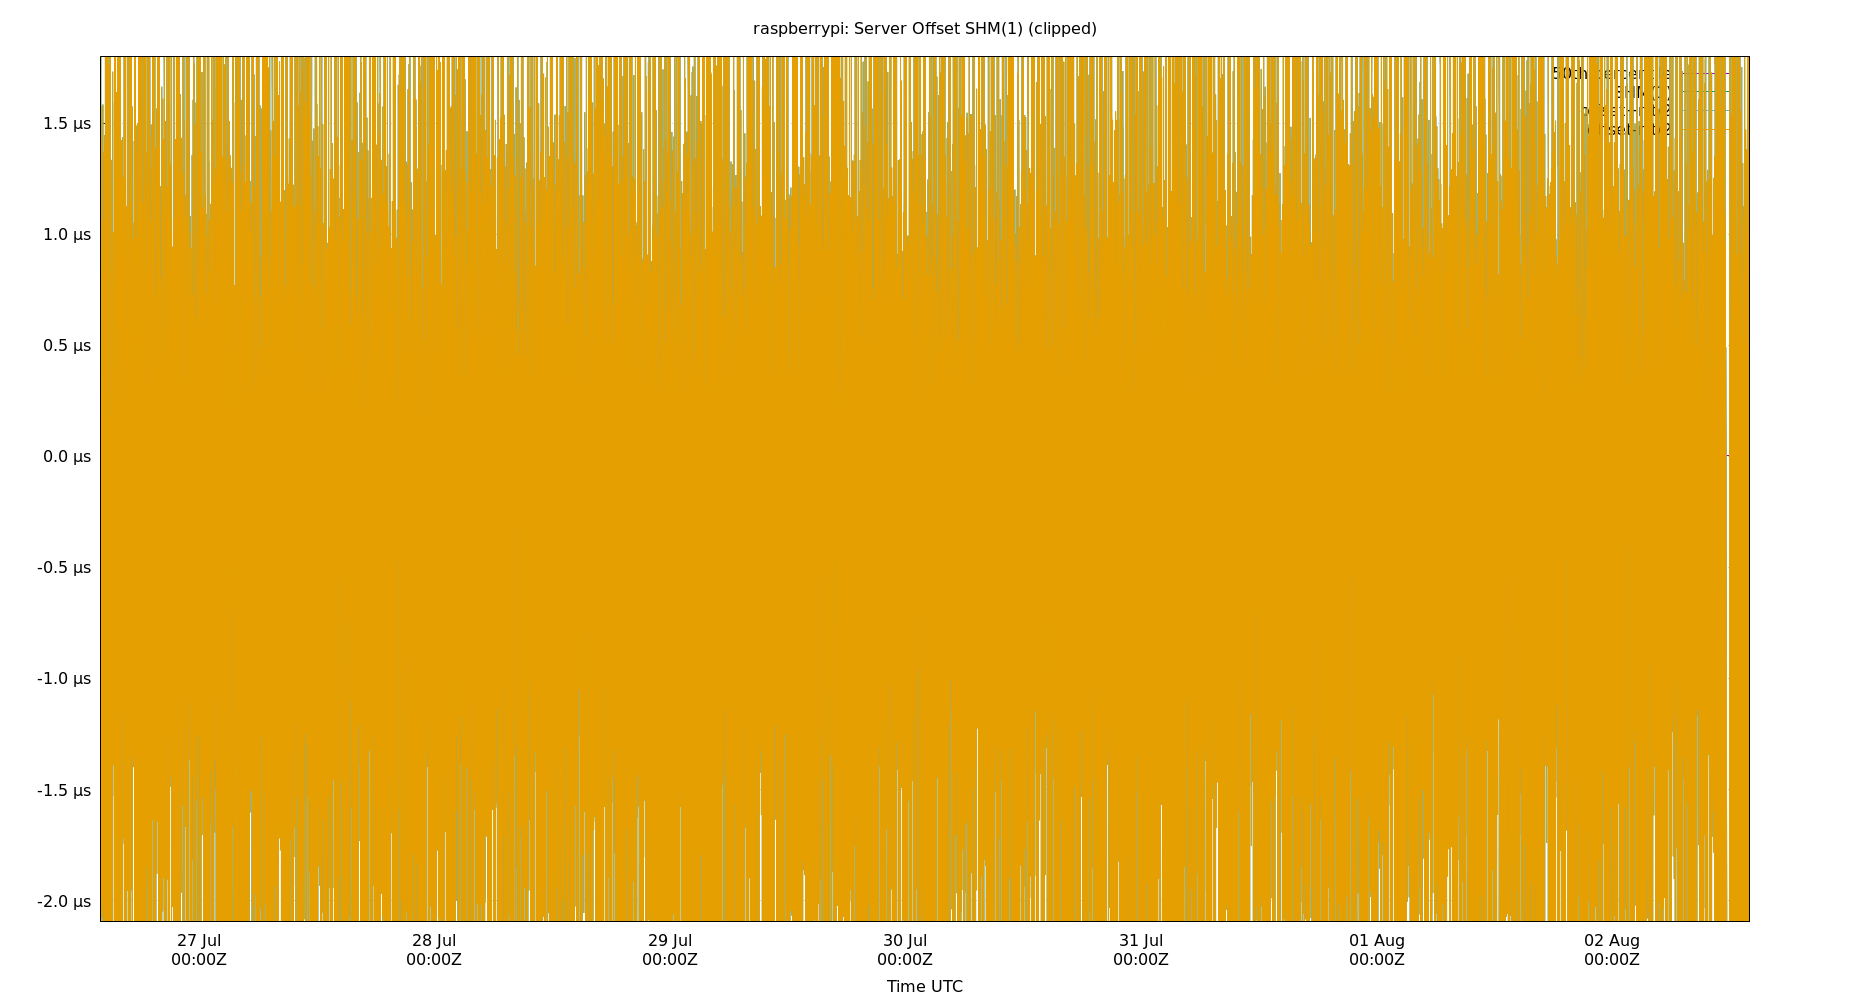 raspberrypi: Server Offset SHM(1) (clipped)
1.5 µs
1.0 µs
0.5 µs
0.0 µs
-0.5 µs
-1.0 µs
-1.5 µs
-2.0 µs
27 Jul 28 Jul 29 Jul 30 Jul 31 Jul 01 Aug 02 Aug
00:00Z 00:00Z 00:00Z 00:00Z 00:00Z 00:00Z 00:00Z
Time UTC